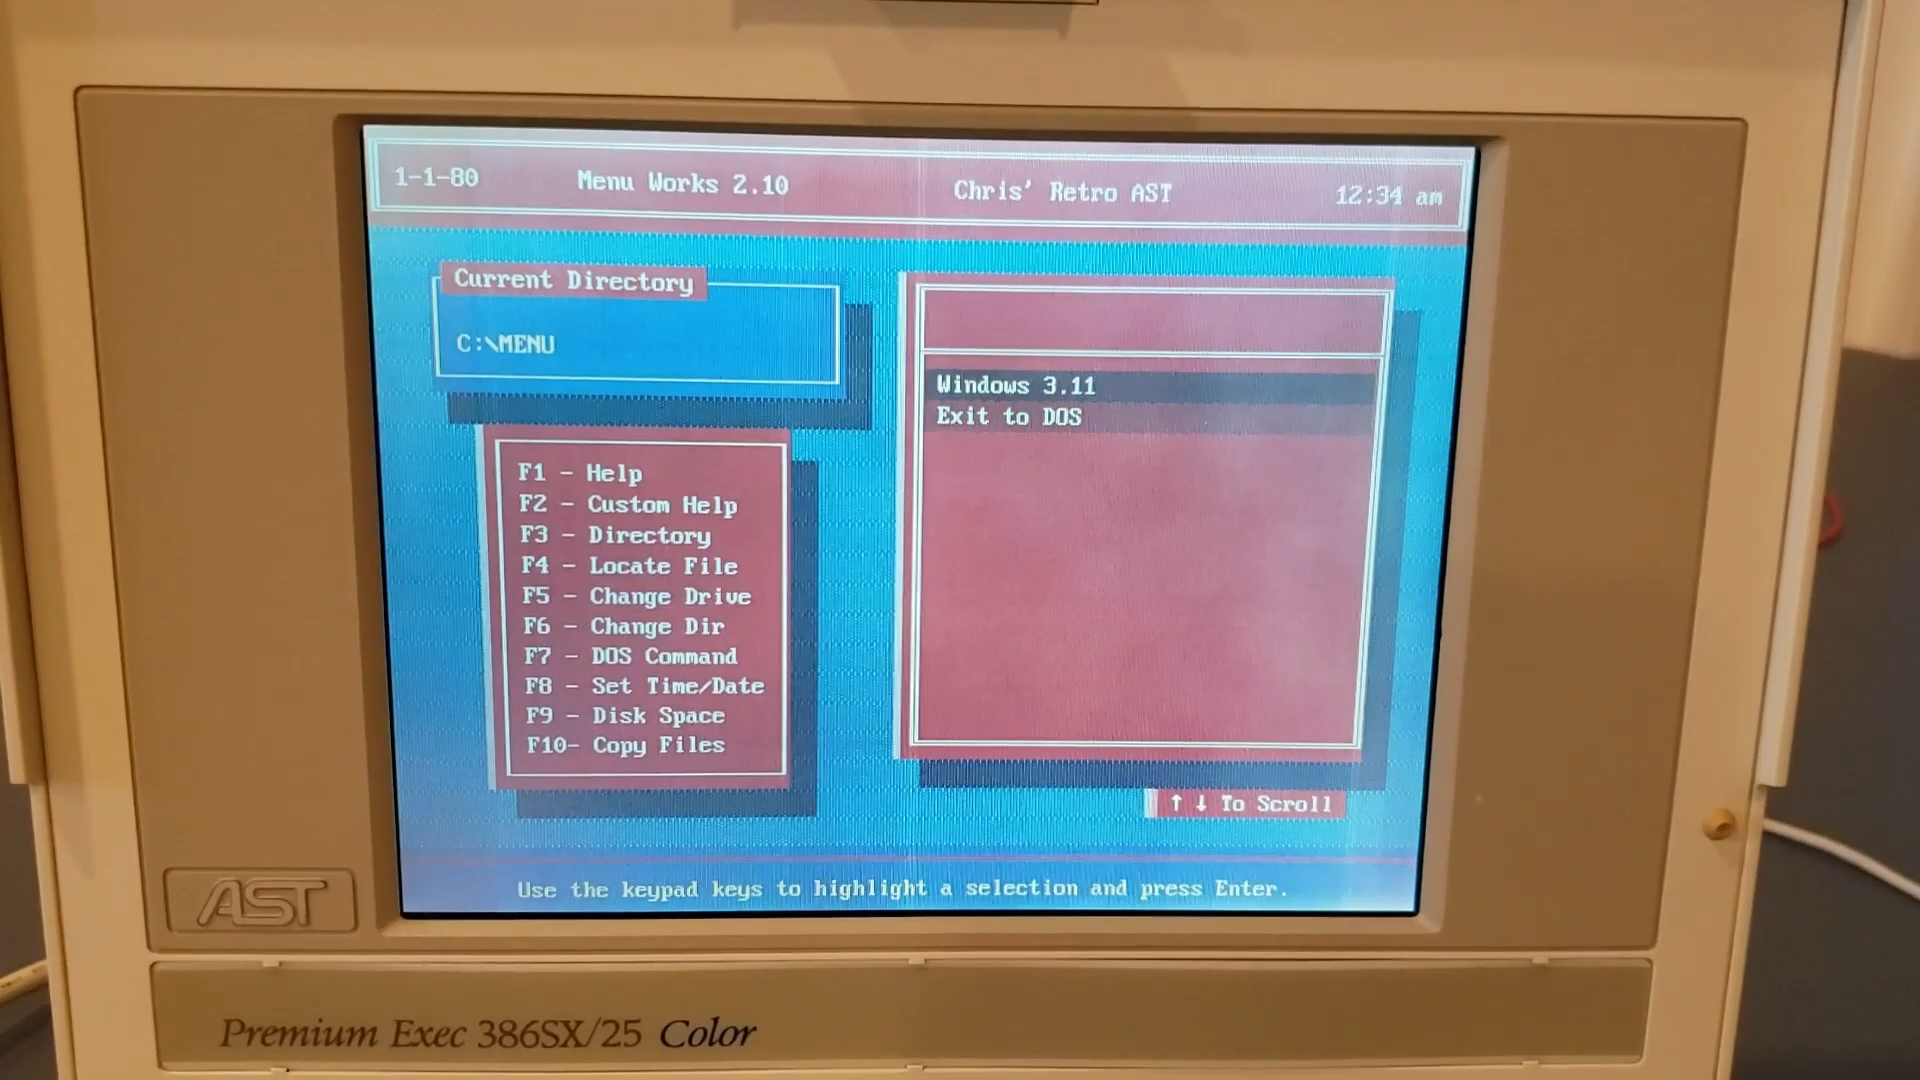 1-1-80 Menu Works 2.10 Chris' Retro AST 12:34 am
Current Directory
C:\MENU
F1 - Help
F2 - Custom Help
F3 - Directory
F4 - Locate File
F5 - Change Drive
F6 - Change Dir
F7 - DOS Command
F8 - Set Time/Date
F9 - Disk Space
F10- Copy Files
Windows 3.11
Exit to DOS
↑ ↓ To Scroll
Use the keypad keys to highlight a selection and press Enter.
AST
Premium Exec 386SX/25 Color